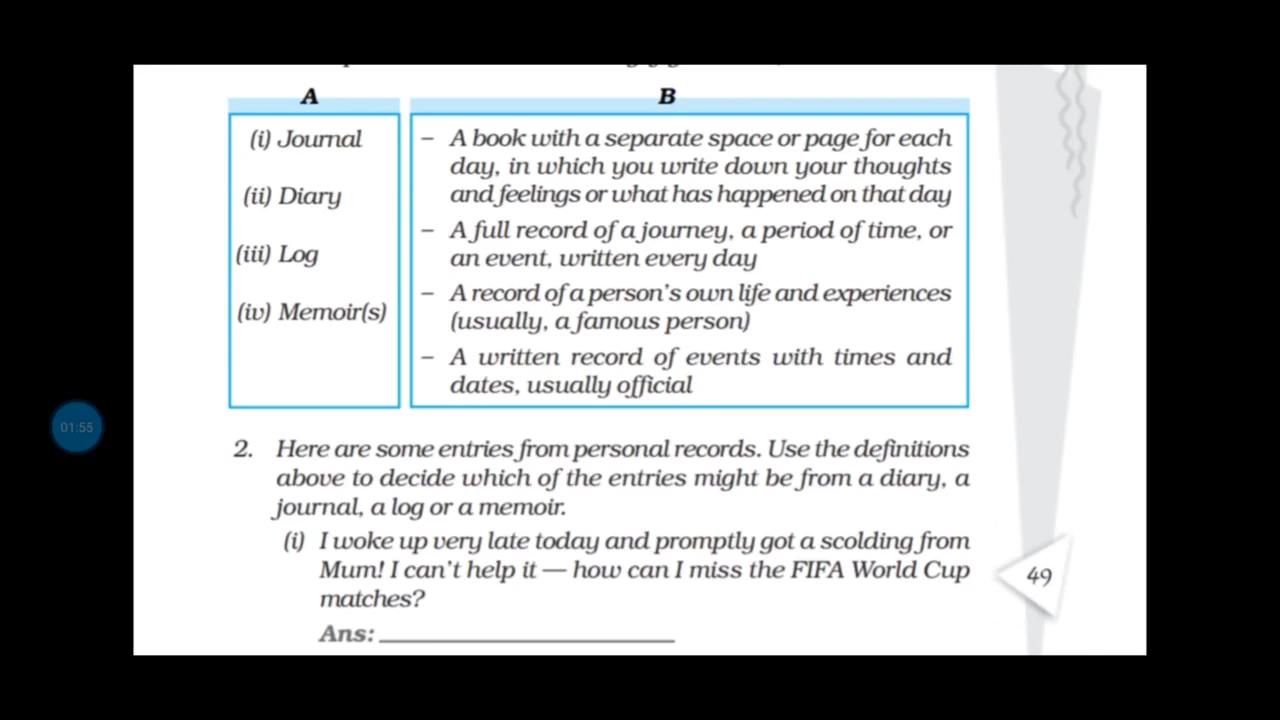 A
B
(i) Journal
(ii) Diary
(iii) Log
(iv) Memoir(s)
– A book with a separate space or page for each
day, in which you write down your thoughts
and feelings or what has happened on that day
– A full record of a journey, a period of time, or
an event, written every day
– A record of a person's own life and experiences
(usually, a famous person)
– A written record of events with times and
dates, usually official
2. Here are some entries from personal records. Use the definitions
above to decide which of the entries might be from a diary, a
journal, a log or a memoir.
(i) I woke up very late today and promptly got a scolding from
Mum! I can't help it — how can I miss the FIFA World Cup
matches?
Ans:
49
01:55